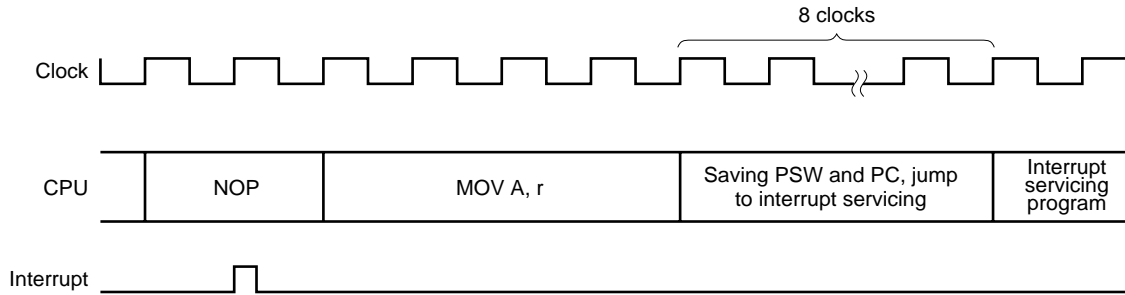 8 clocks
Clock
CPU
NOP
MOV A, r
Saving PSW and PC, jump
to interrupt servicing
Interrupt
servicing
program
Interrupt